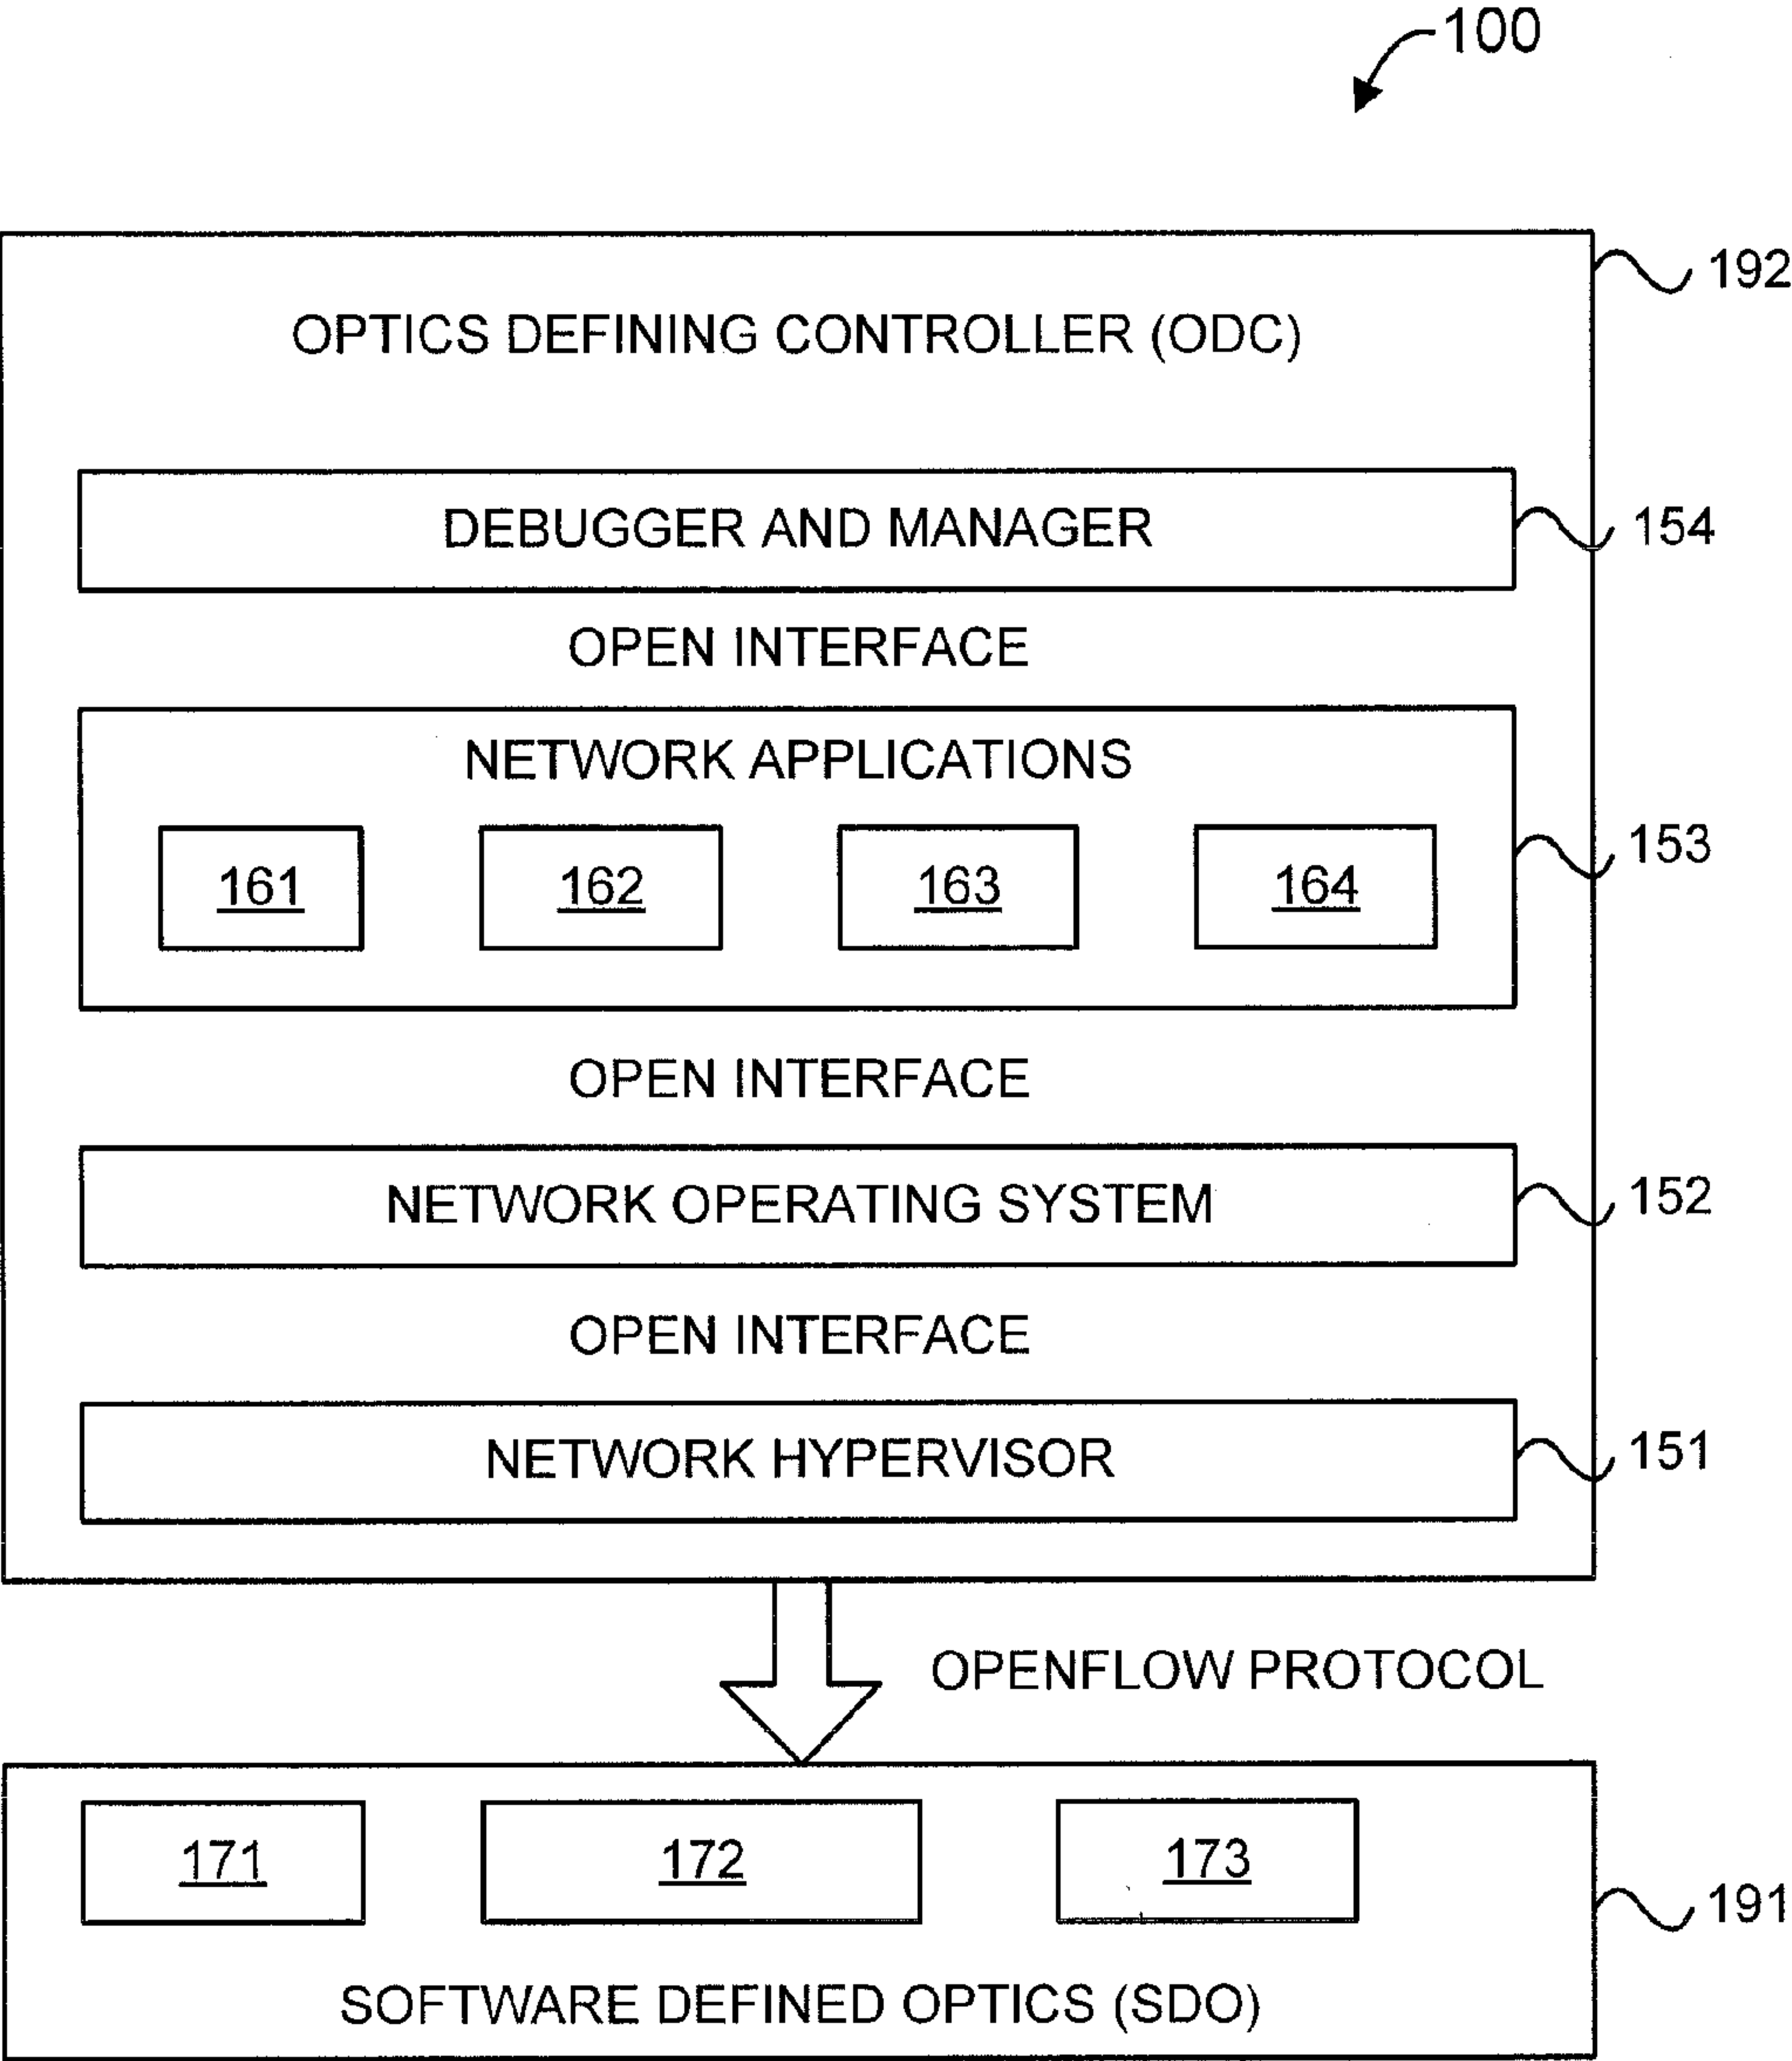 100
192
OPTICS DEFINING CONTROLLER (ODC)
DEBUGGER AND MANAGER
154
OPEN INTERFACE
NETWORK APPLICATIONS
161 162 163 164
153
OPEN INTERFACE
NETWORK OPERATING SYSTEM
152
OPEN INTERFACE
NETWORK HYPERVISOR
151
OPENFLOW PROTOCOL
171 172 173
191
SOFTWARE DEFINED OPTICS (SDO)